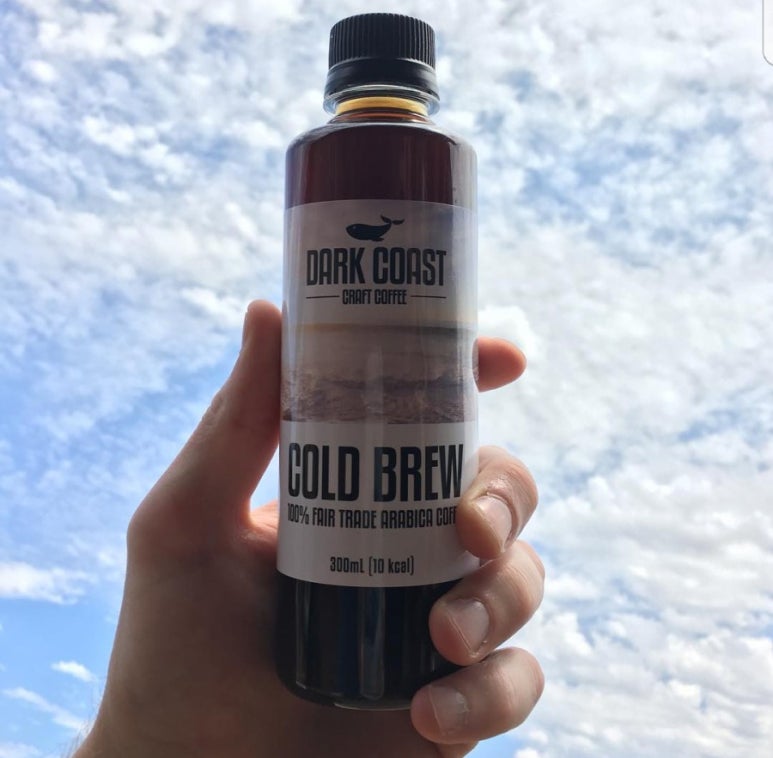 DARK COAST
CRAFT COFFEE
COLD BREW
100% FAIR TRADE ARABICA COFF
300mL (10 kcal)